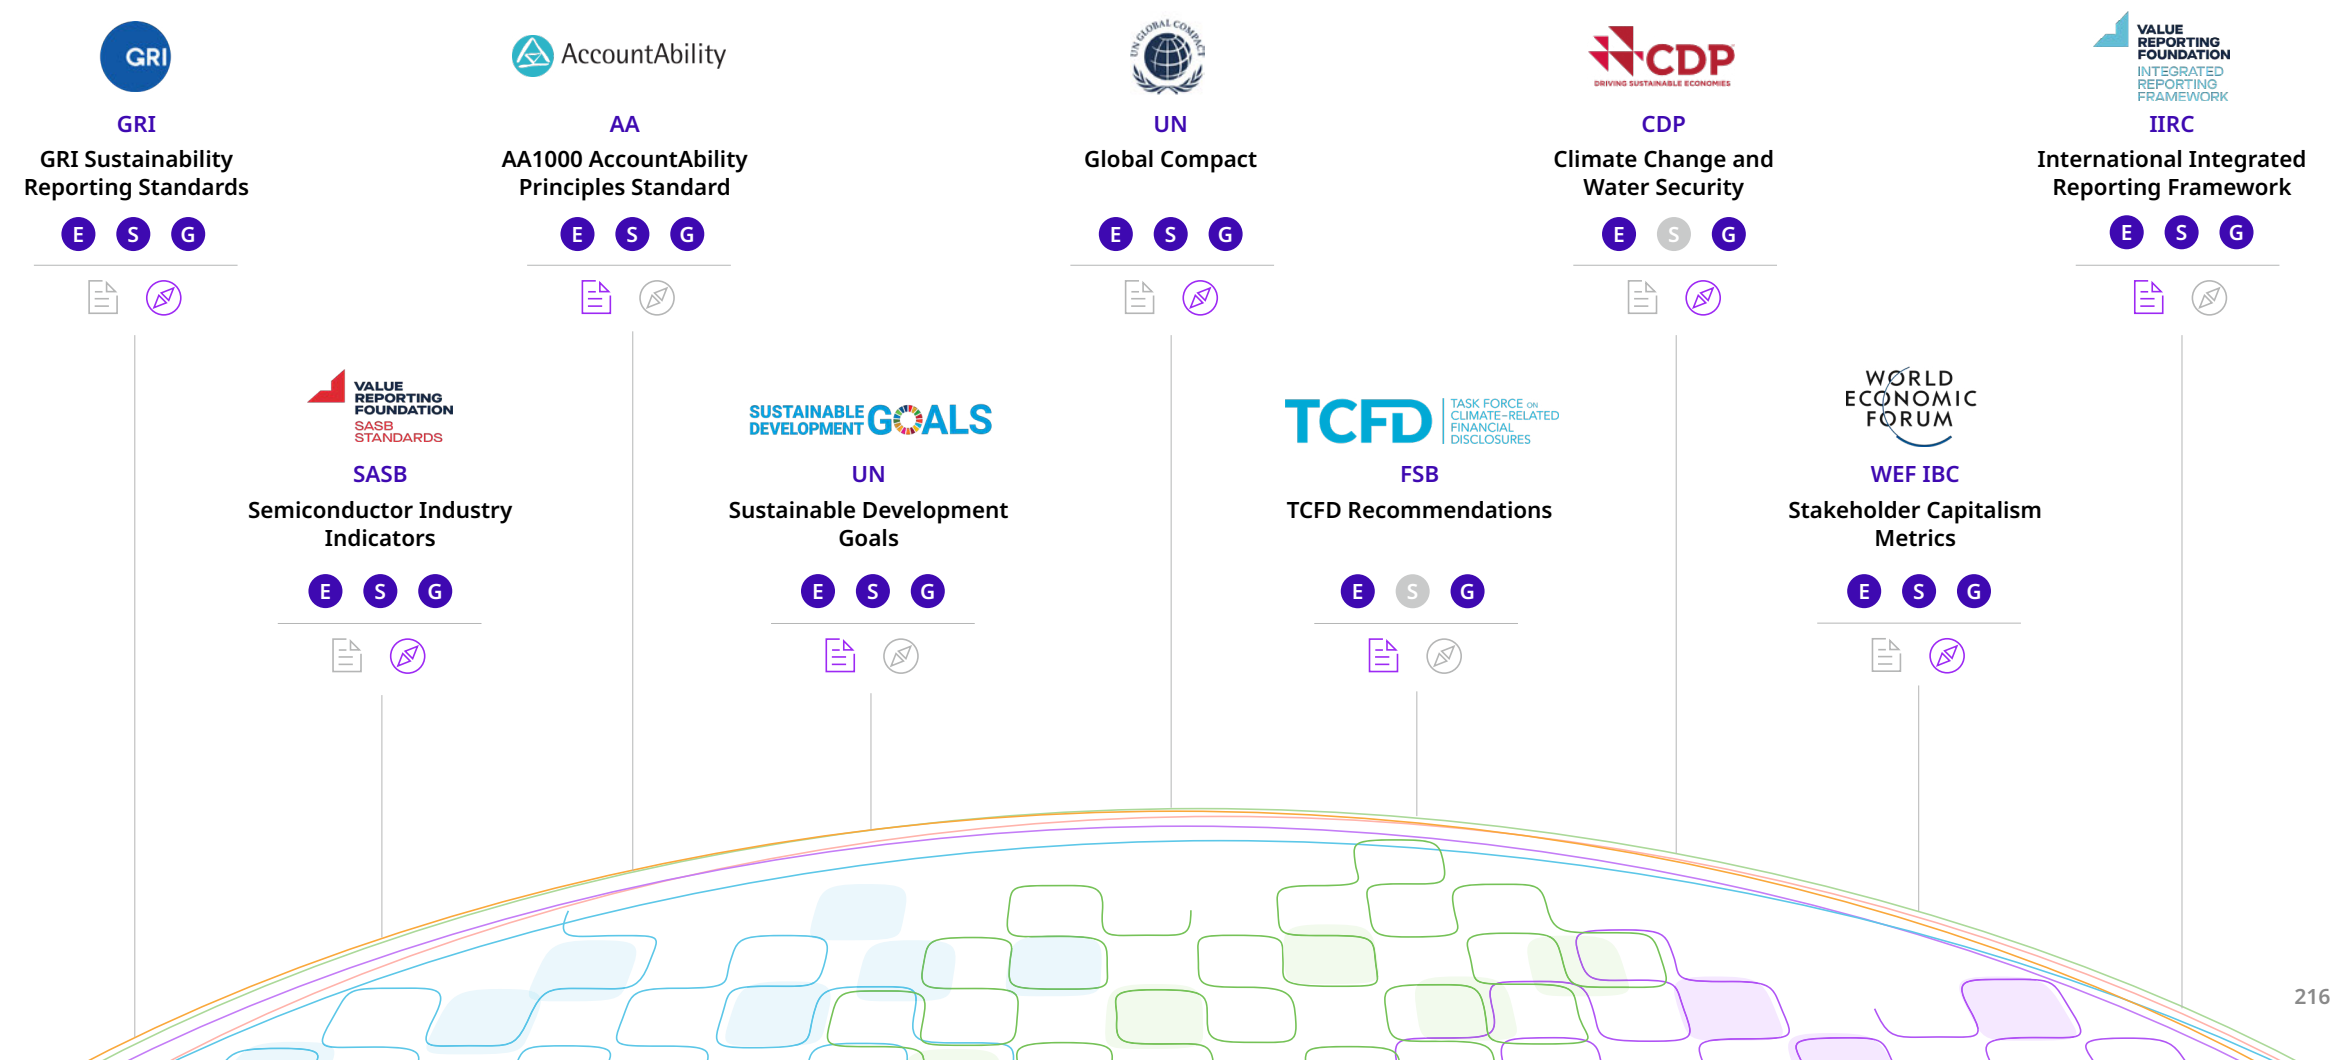 GRI
GRI
GRI Sustainability
Reporting Standards
E S G
AccountAbility
AA
AA1000 AccountAbility
Principles Standard
E S G
UN GLOBAL COMPACT
UN
Global Compact
E S G
CDP
DRIVING SUSTAINABLE ECONOMIES
CDP
Climate Change and
Water Security
E S G
VALUE
REPORTING
FOUNDATION
INTEGRATED
REPORTING
FRAMEWORK
IIRC
International Integrated
Reporting Framework
E S G
VALUE
REPORTING
FOUNDATION
SASB
STANDARDS
SASB
Semiconductor Industry
Indicators
E S G
SUSTAINABLE
DEVELOPMENT
GOALS
UN
Sustainable Development
Goals
E S G
TCFD
TASK FORCE ON
CLIMATE-RELATED
FINANCIAL
DISCLOSURES
FSB
TCFD Recommendations
E S G
WORLD
ECONOMIC
FORUM
WEF IBC
Stakeholder Capitalism
Metrics
E S G
216